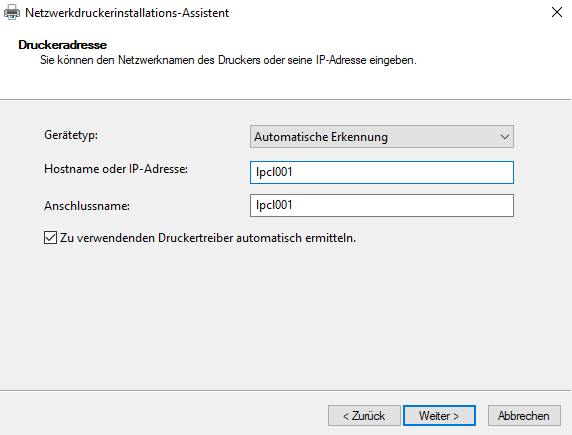 Netzwerkdruckerinstallations-Assistent
Druckeradresse
Sie können den Netzwerknamen des Druckers oder seine IP-Adresse eingeben.
Gerätetyp:
Automatische Erkennung
Hostname oder IP-Adresse:
lpcl001
Anschlussname:
lpcl001
Zu verwendenden Druckertreiber automatisch ermitteln.
< Zurück
Weiter >
Abbrechen